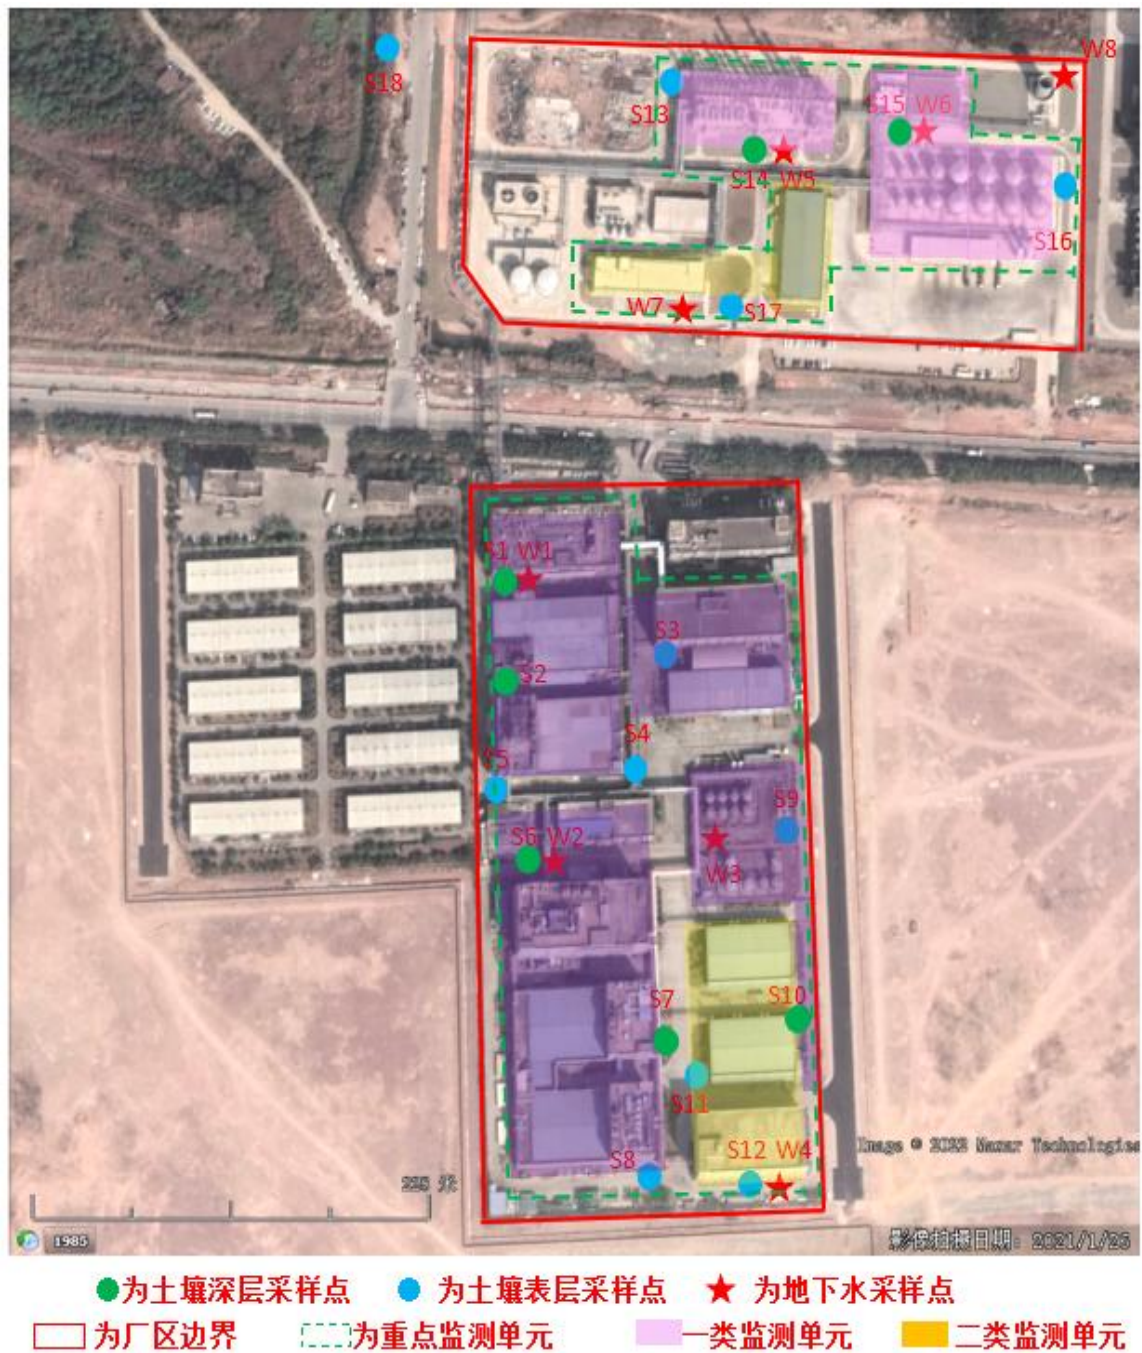 W8
S18
S13
S15 W6
S14 W5
S16
W7
S17
S1 W1
S3
S2
S4
S5
S9
S6 W2
W3
S7
S10
S11
S8
S12 W4
Image © 2022 Maxar Technologies
225 米
1985
影像拍摄日期: 2021/1/25
为土壤深层采样点
为土壤表层采样点
为地下水采样点
为厂区边界
为重点监测单元
一类监测单元
二类监测单元